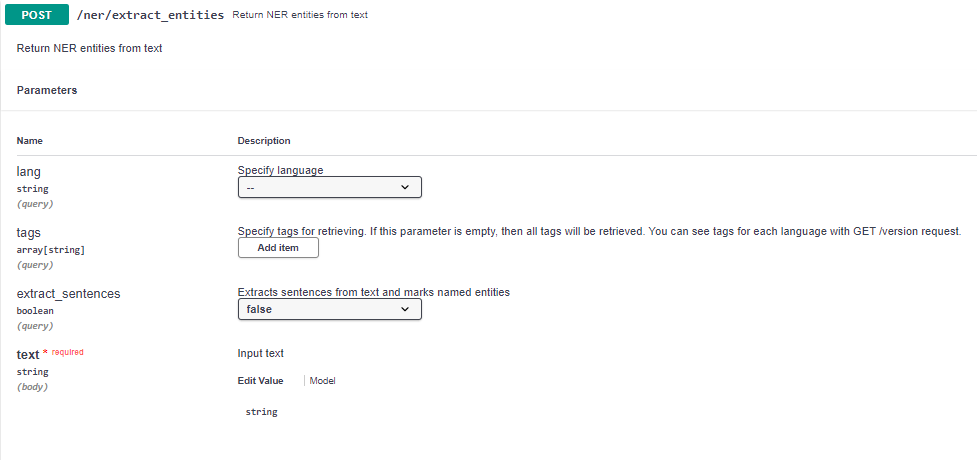 POST /ner/extract_entities Return NER entities from text
Return NER entities from text
Parameters
Name Description
lang Specify language
string --
(query)
tags Specify tags for retrieving. If this parameter is empty, then all tags will be retrieved. You can see tags for each language with GET /version request.
array[string] Add item
(query)
extract_sentences Extracts sentences from text and marks named entities
boolean false
(query)
text * required Input text
string
(body) Edit Value Model
string